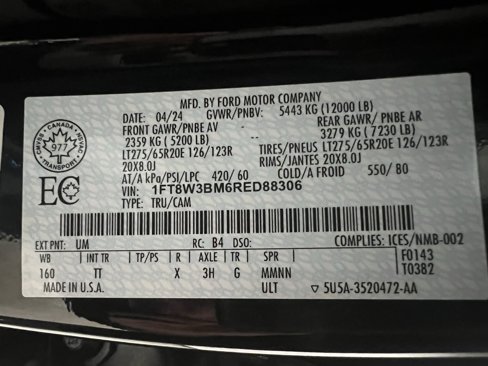 MFD. BY FORD MOTOR COMPANY
04/24 GVWR/PNBV: 5443 KG (12000 LB)
FRONT GAWR/PNBE AV REAR GAWR/ PNBE AR
2359 KG ( 5200 LB) 3279 KG ( 7230 LB)
LT275/65R20E 126/123R TIRES/PNEUS LT275/65R20E 126/123R
20X8.0J RIMS/JANTES 20X8.0J
AT/A kPa/PSI/LPC 420/ 60 COLD/A FROID 550/ 80
VIN: 1FT8W3BM6RED88306
TYPE: TRU/CAM
CANADA
977
EC
EXT PNT: UM RC: B4 DSO: COMPLIES: ICES/NMB-002
WB INT TR TP/PS R AXLE TR SPR F0143
160 TT X 3H G MMNN T0382
MADE IN U.S.A. ULT 5U5A-3520472-AA